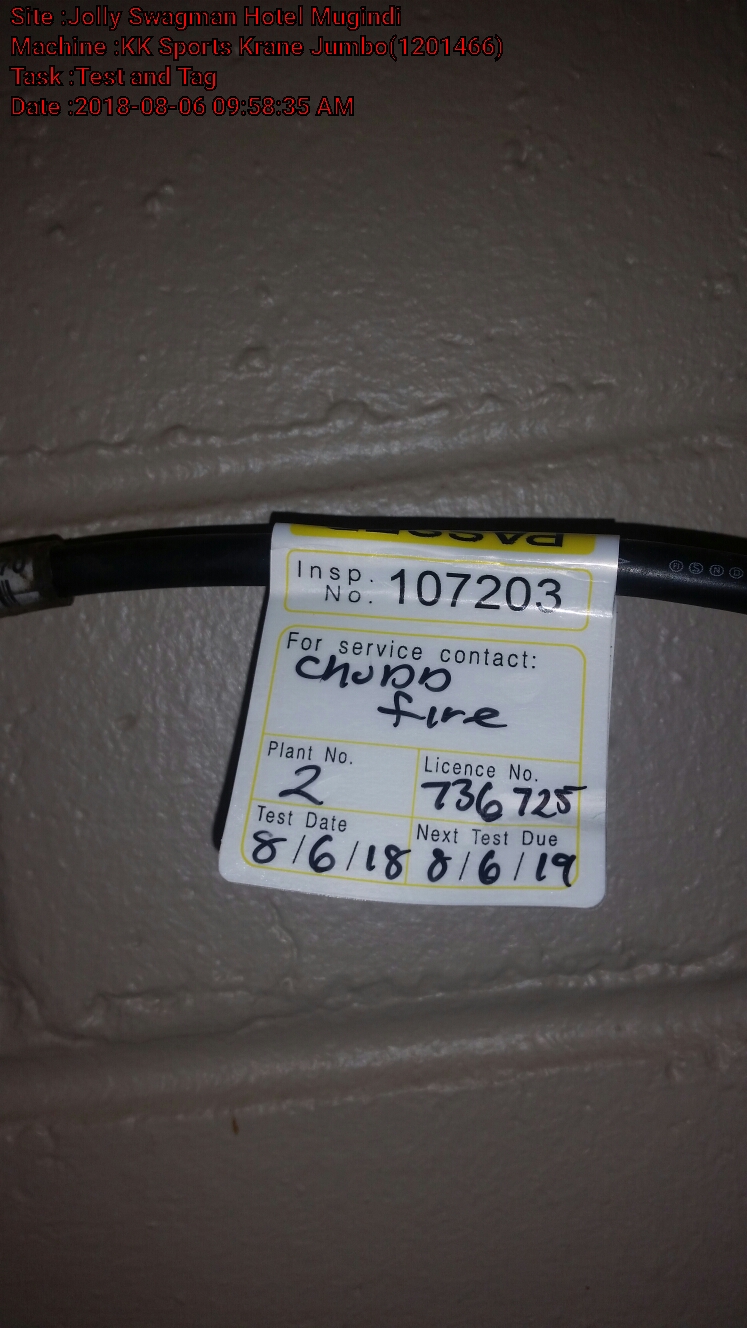 Site :Jolly Swagman Hotel Mugindi
Machine :KK Sports Krane Jumbo(1201466)
Task :Test and Tag
Date :2018-08-06 09:58:35 AM
PASSED
Insp. No. 107203
For service contact:
CHUBB
fire
Plant No. Licence No.
2 736725
Test Date Next Test Due
8/6/18 8/6/19